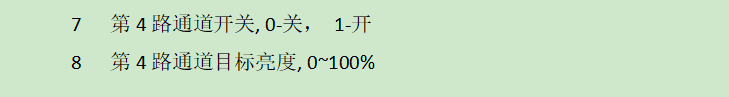 7 第 4 路通道开关, 0-关， 1-开
8 第 4 路通道目标亮度, 0~100%